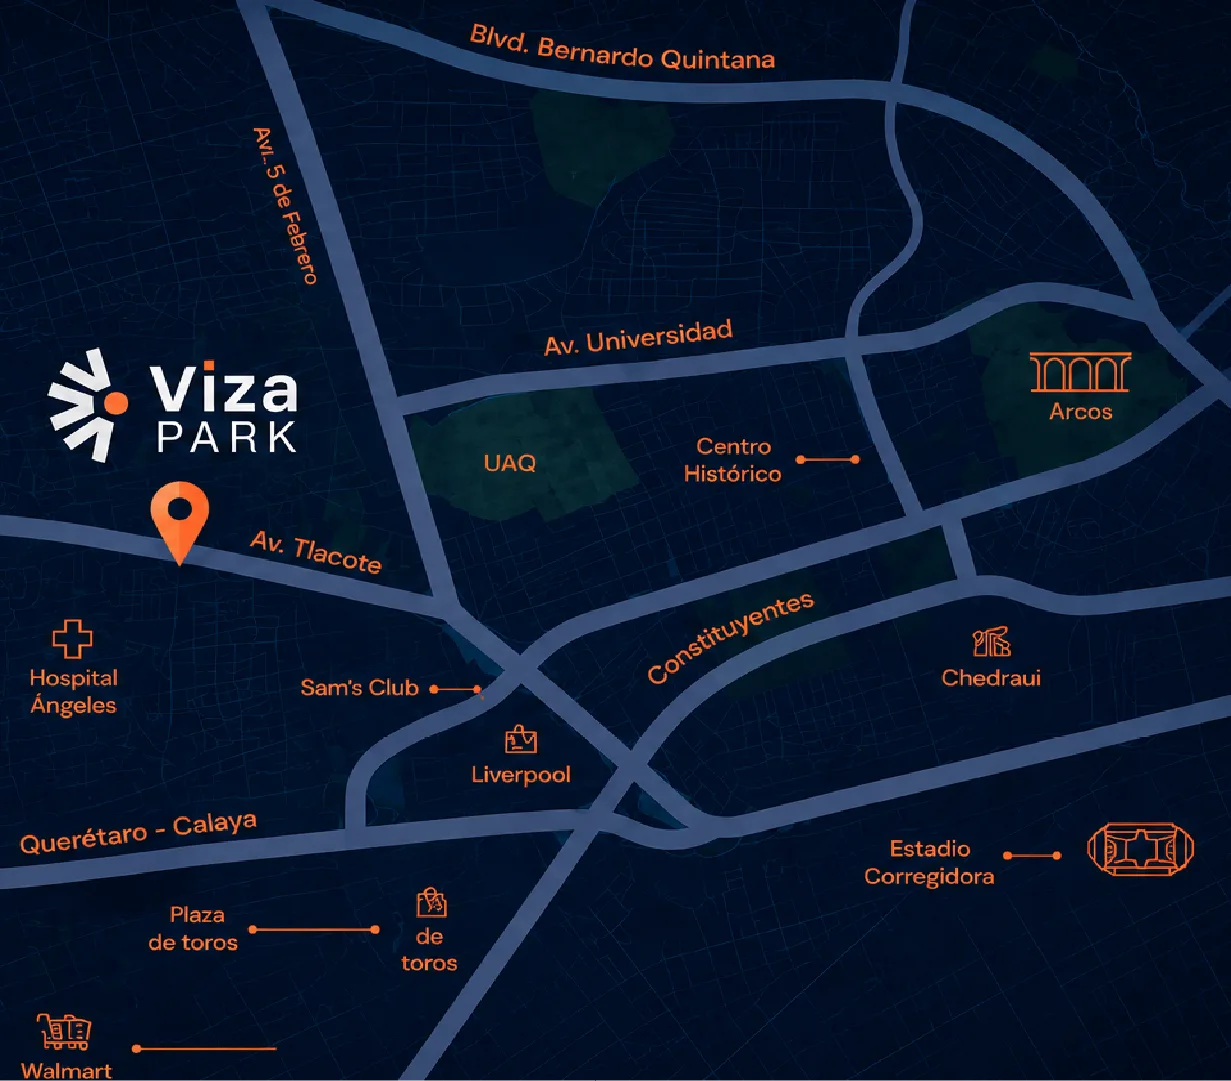 Blvd. Bernardo Quintana
Avi. 5 de Febrero
Av. Universidad
Viza
PARK
Arcos
Centro
Histórico
UAQ
Av. Tlacote
Constituyentes
Hospital
Ángeles
Sam's Club
Chedraui
Liverpool
Querétaro - Calaya
Estadio
Corregidora
Plaza
de toros
de
toros
Walmart